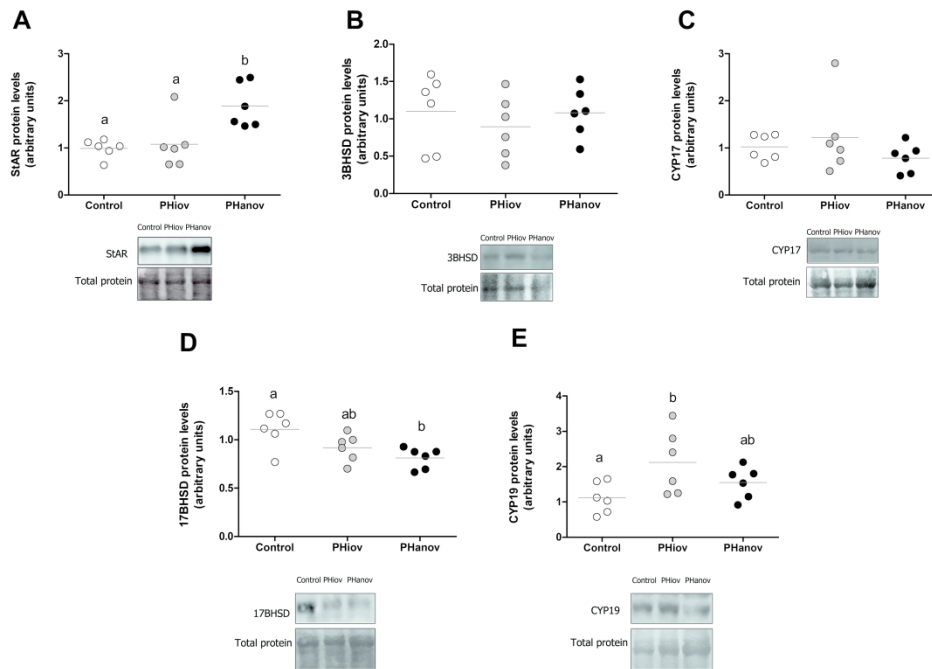 A
StAR protein levels
(arbitrary units)
3
2
1
0
a
a
b
Control PHiov PHanov
Control PHiov PHanov
StAR
Total protein
B
3BHSD protein levels
(arbitrary units)
2.0
1.5
1.0
0.5
0.0
Control PHiov PHanov
Control PHiov PHanov
3BHSD
Total protein
C
CYP17 protein levels
(arbitrary units)
3
2
1
0
Control PHiov PHanov
Control PHiov PHanov
CYP17
Total protein
D
17BHSD protein levels
(arbitrary units)
1.5
1.0
0.5
0.0
a
ab
b
Control PHiov PHanov
Control PHiov PHanov
17BHSD
Total protein
E
CYP19 protein levels
(arbitrary units)
4
3
2
1
0
a
b
ab
Control PHiov PHanov
Control PHiov PHanov
CYP19
Total protein